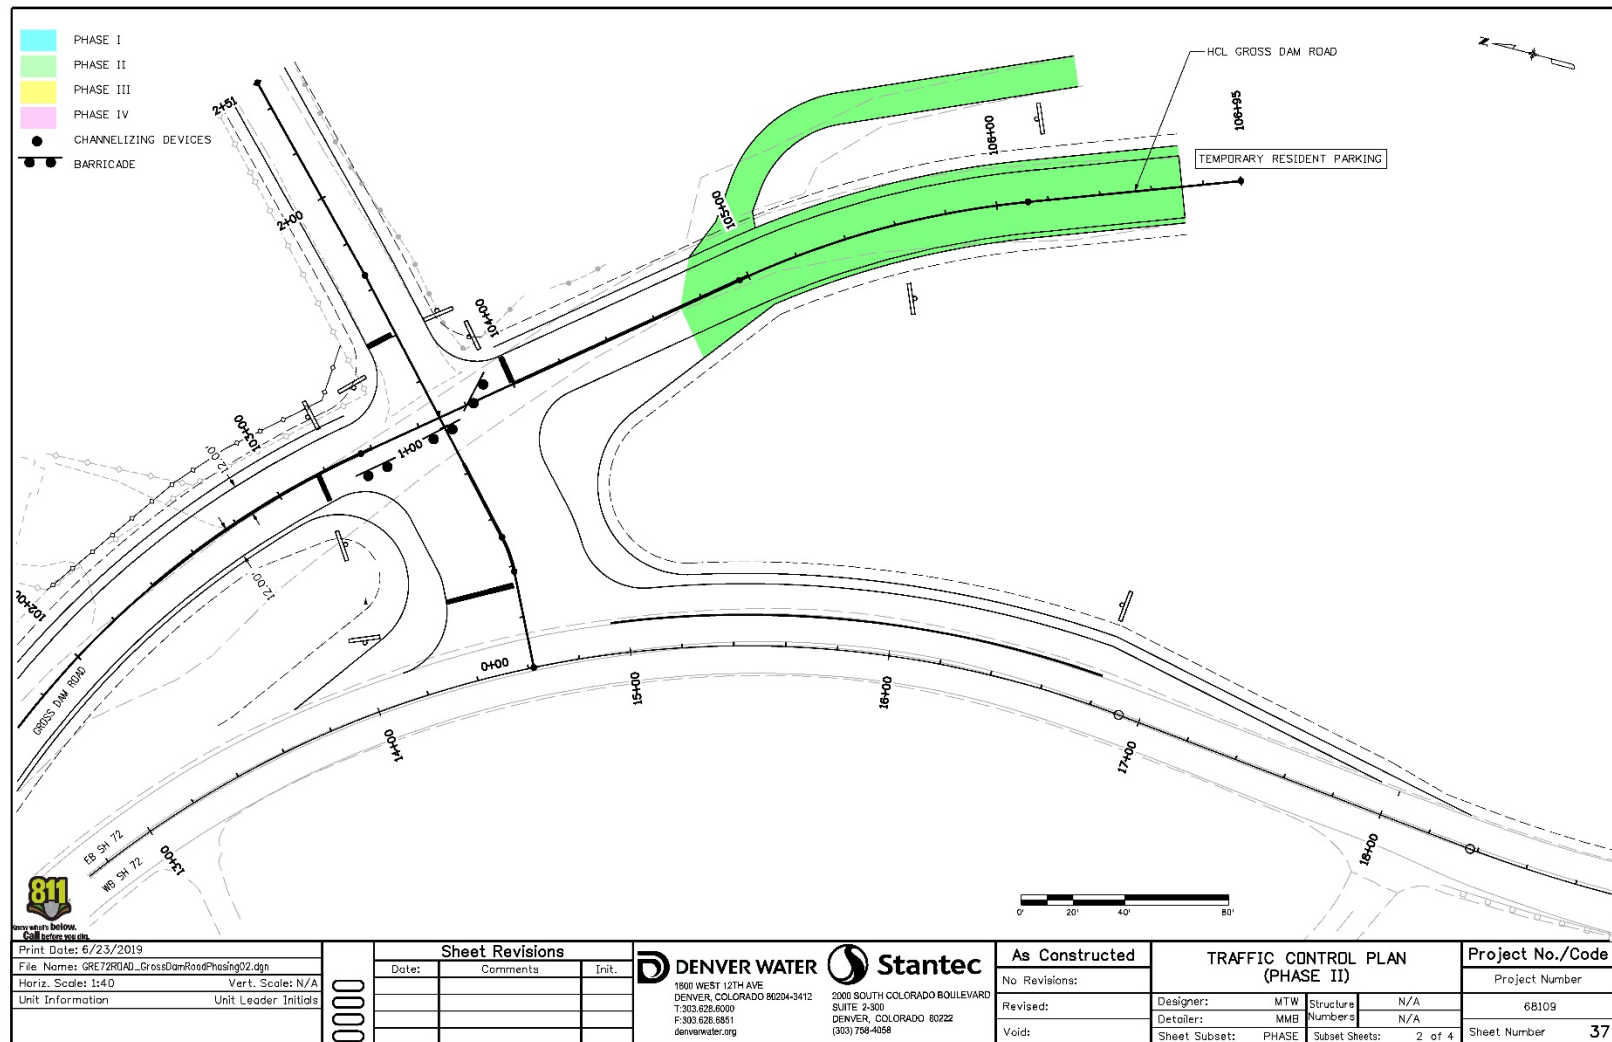 PHASE I
PHASE II
PHASE III
PHASE IV
CHANNELIZING DEVICES
BARRICADE
N
HCL GROSS DAM ROAD
TEMPORARY RESIDENT PARKING
2+51
2+00
1+00
0+00
102+00
103+00
104+00
105+00
106+00
106+95
12.00'
12.00'
GROSS DAM ROAD
EB SH 72
WB SH 72
13+00
14+00
15+00
16+00
17+00
18+00
0' 20' 40' 80'
811
Know what's below.
Call before you dig.
Print Date: 6/23/2019
File Name: GRE72ROAD_GrossDamRoadPhasing02.dgn
Horiz. Scale: 1:40 Vert. Scale: N/A
Unit Information Unit Leader Initials
Sheet Revisions
Date: Comments Init.
DENVER WATER
1600 WEST 12TH AVE
DENVER, COLORADO 80204-3412
T:303.628.6000
F:303.628.6851
denverwater.org
Stantec
2000 SOUTH COLORADO BOULEVARD
SUITE 2-300
DENVER, COLORADO 80222
(303) 758-4058
As Constructed
No Revisions:
Revised:
Void:
TRAFFIC CONTROL PLAN
(PHASE II)
Designer: MTW
Detailer: MMB
Structure Numbers N/A
N/A
Sheet Subset: PHASE Subset Sheets: 2 of 4
Project No./Code
Project Number
68109
Sheet Number 37